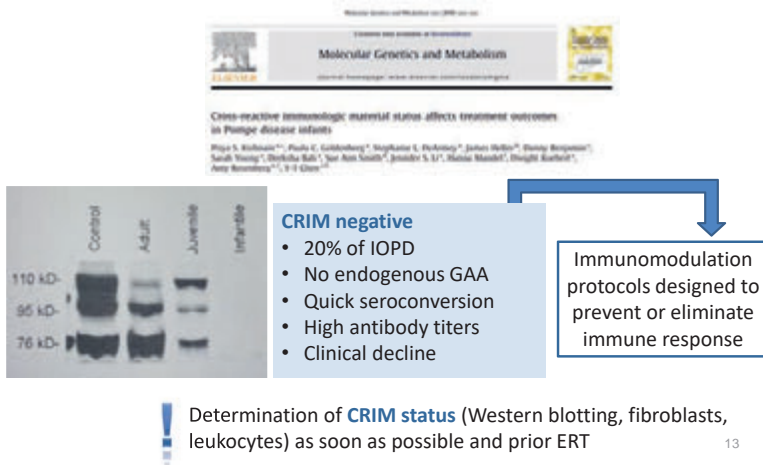 Molecular Genetics and Metabolism
ELSEVIER
Cross-reactive immunologic material status affects treatment outcomes
in Pompe disease infants
Control
Adult
Juvenile
Infantile
110 kD-
95 kD-
76 kD-
CRIM negative
• 20% of IOPD
• No endogenous GAA
• Quick seroconversion
• High antibody titers
• Clinical decline
Immunomodulation
protocols designed to
prevent or eliminate
immune response
! Determination of CRIM status (Western blotting, fibroblasts,
leukocytes) as soon as possible and prior ERT
13